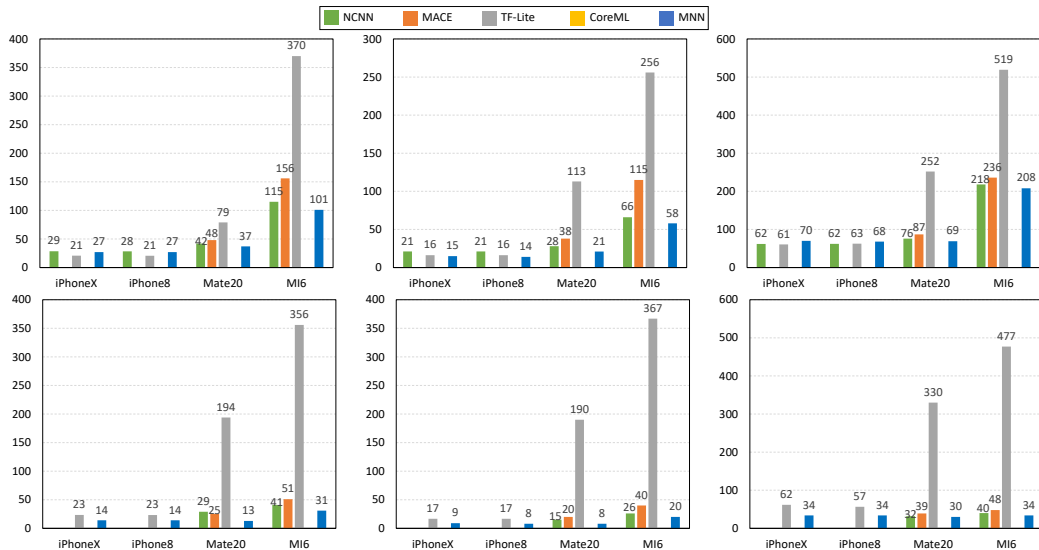 NCNN MACE TF-Lite CoreML MNN
400 350 300 250 200 150 100 50 0
29 21 27 28 21 27 42 48 79 37 115 156 370 101
iPhoneX iPhone8 Mate20 MI6
300 250 200 150 100 50 0
21 16 15 21 16 14 28 38 113 21 66 115 256 58
iPhoneX iPhone8 Mate20 MI6
600 500 400 300 200 100 0
62 61 70 62 63 68 76 87 252 69 218 236 519 208
iPhoneX iPhone8 Mate20 MI6
400 350 300 250 200 150 100 50 0
23 14 23 14 29 25 194 13 41 51 356 31
iPhoneX iPhone8 Mate20 MI6
400 350 300 250 200 150 100 50 0
17 9 17 8 15 20 190 8 26 40 367 20
iPhoneX iPhone8 Mate20 MI6
600 500 400 300 200 100 0
62 34 57 34 32 39 330 30 40 48 477 34
iPhoneX iPhone8 Mate20 MI6